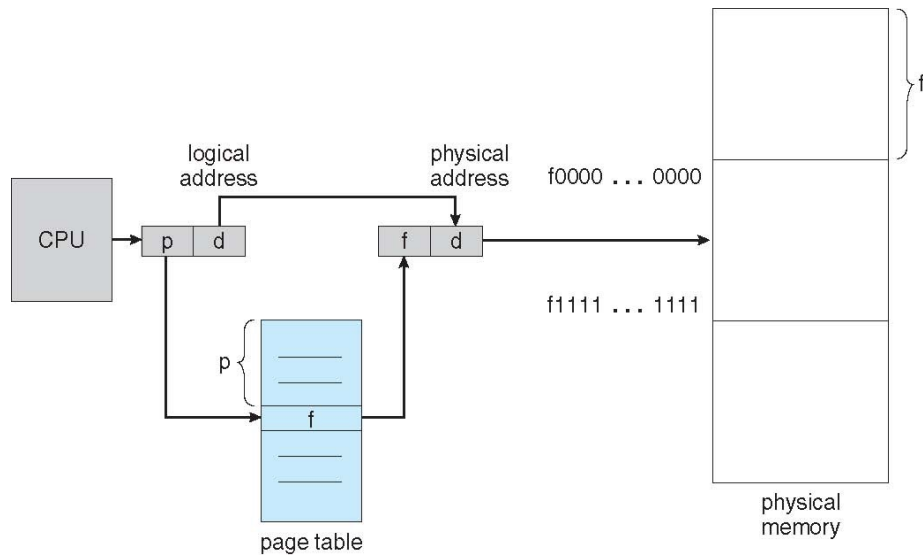 f
logical
address
physical
address
f0000 ... 0000
CPU
p
d
f
d
f1111 ... 1111
p
f
page table
physical
memory